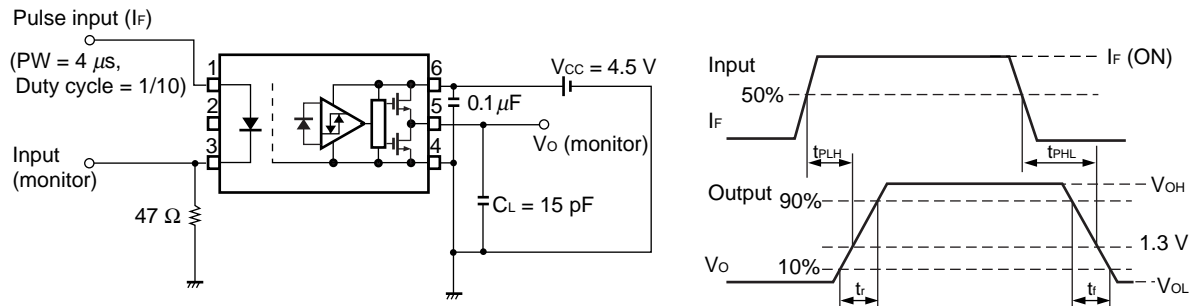 Pulse input (IF)
(PW = 4 μs,
Duty cycle = 1/10)
Input
(monitor)
47 Ω
1
2
3
6
5
4
VCC = 4.5 V
0.1 μF
VO (monitor)
CL = 15 pF
Input
50%
IF
IF (ON)
tPLH
tPHL
Output
90%
VOH
1.3 V
VO
10%
VOL
tr
tf